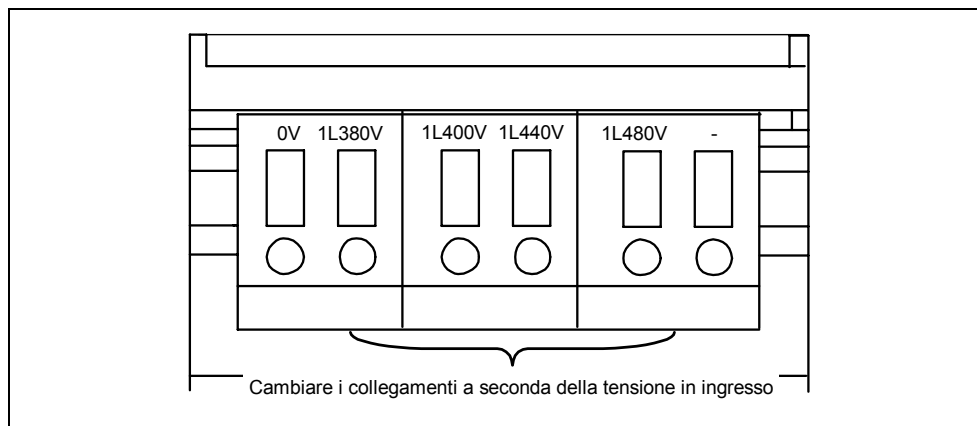 0V 1L380V 1L400V 1L440V 1L480V -
Cambiare i collegamenti a seconda della tensione in ingresso